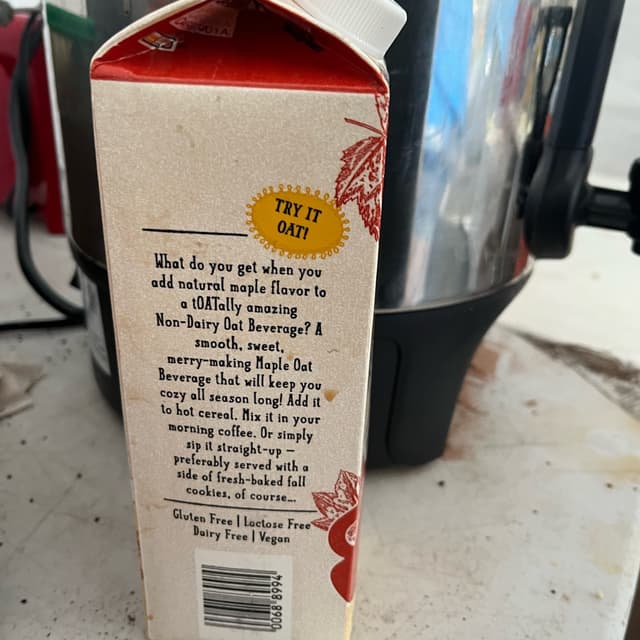 TRY IT
OAT!
What do you get when you
add natural maple flavor to
a tOATally amazing
Non-Dairy Oat Beverage? A
smooth, sweet,
merry-making Maple Oat
Beverage that will keep you
cozy all season long! Add it
to hot cereal. Mix it in your
morning coffee. Or simply
sip it straight-up –
preferably served with a
side of fresh-baked fall
cookies, of course...
Gluten Free | Lactose Free
Dairy Free | Vegan
00688994